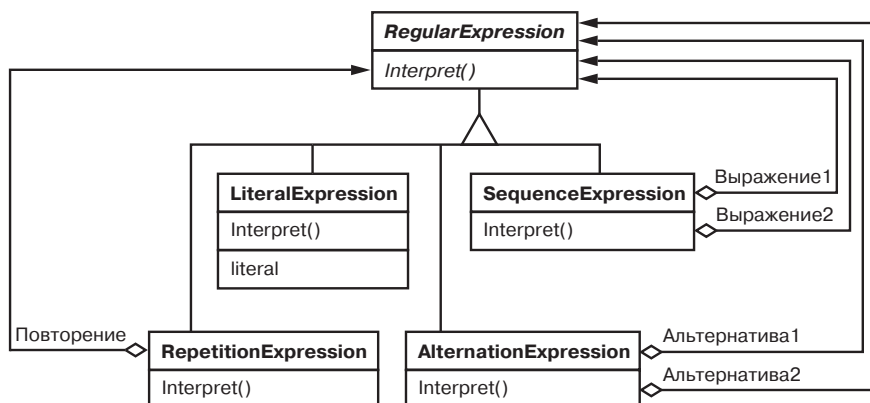 RegularExpression
Interpret()
LiteralExpression
Interpret()
literal
SequenceExpression
Interpret()
Выражение1
Выражение2
Повторение
RepetitionExpression
Interpret()
AlternationExpression
Interpret()
Альтернатива1
Альтернатива2